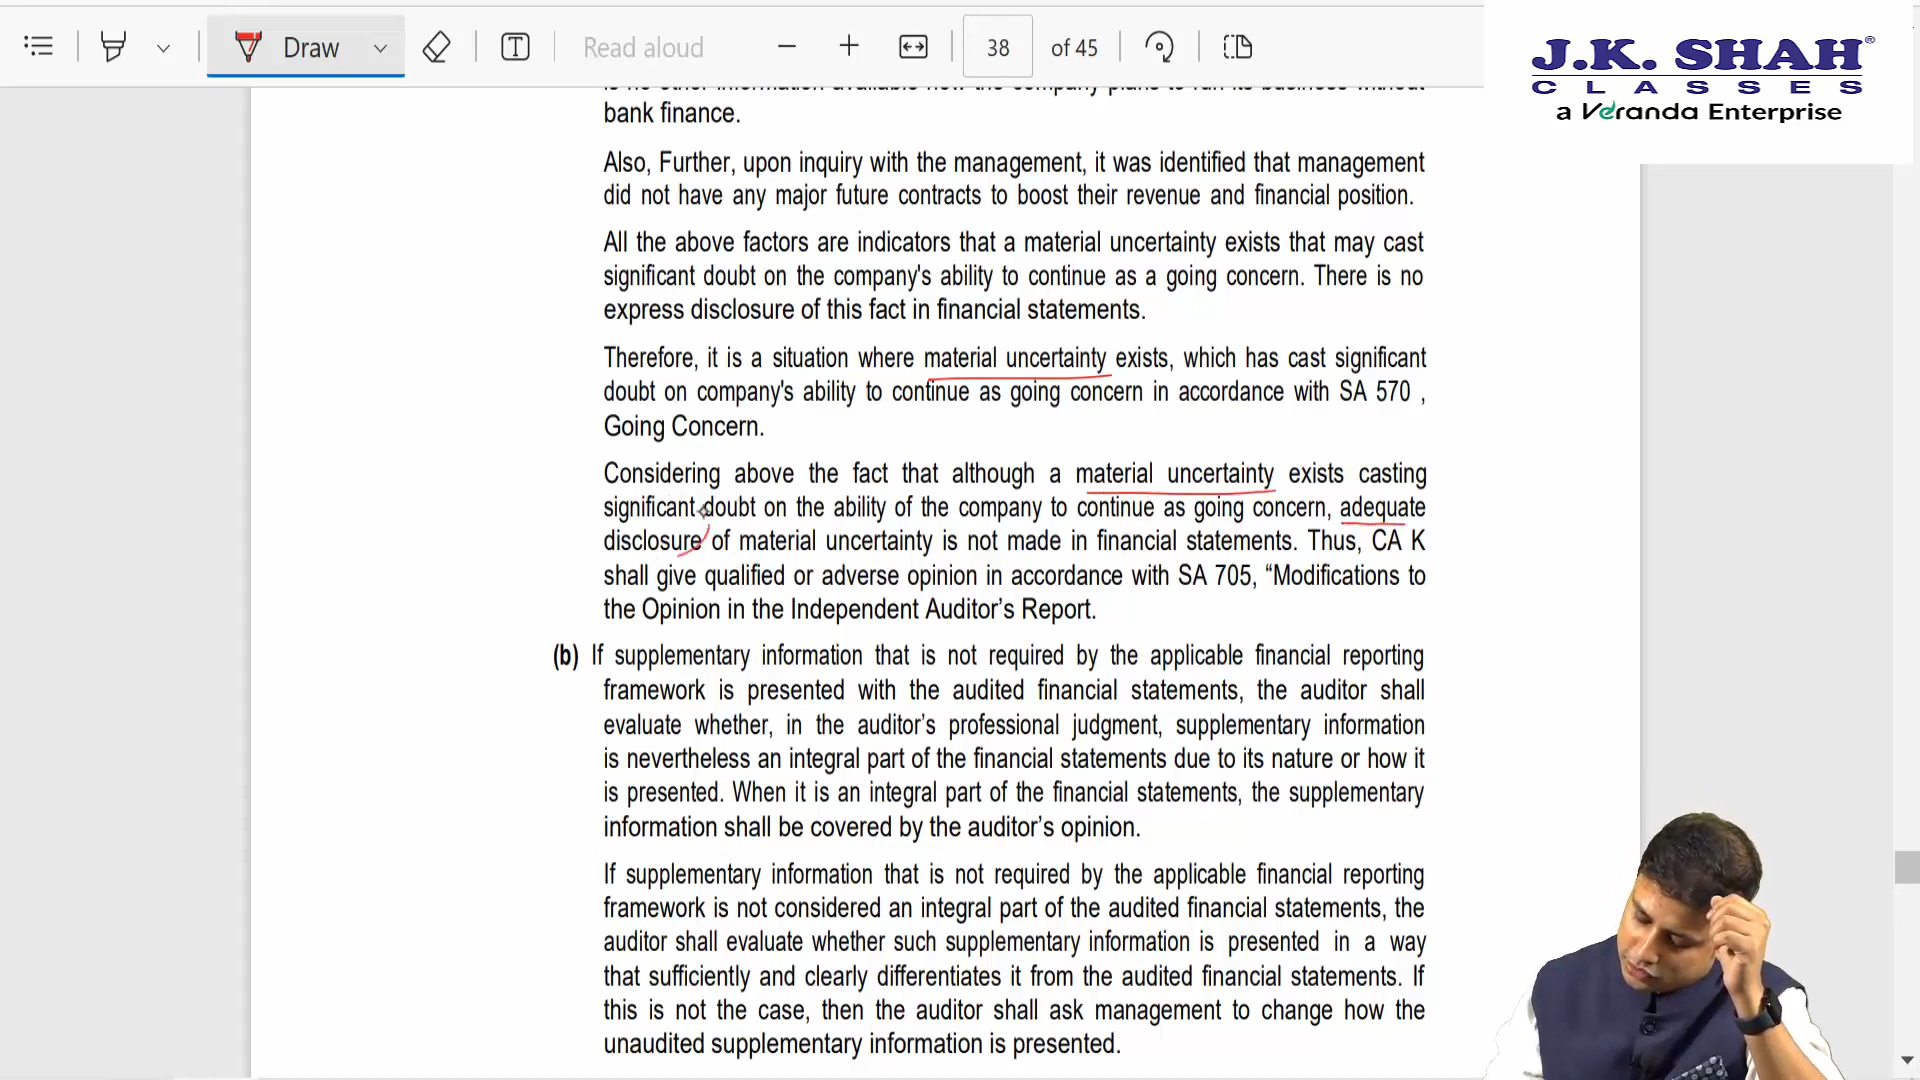 Draw
Read aloud
38 of 45
J.K. SHAH®
CLASSES
a Veranda Enterprise
is no other information available how the company plans to run its business without
bank finance.
Also, Further, upon inquiry with the management, it was identified that management
did not have any major future contracts to boost their revenue and financial position.
All the above factors are indicators that a material uncertainty exists that may cast
significant doubt on the company's ability to continue as a going concern. There is no
express disclosure of this fact in financial statements.
Therefore, it is a situation where material uncertainty exists, which has cast significant
doubt on company's ability to continue as going concern in accordance with SA 570 ,
Going Concern.
Considering above the fact that although a material uncertainty exists casting
significant doubt on the ability of the company to continue as going concern, adequate
disclosure of material uncertainty is not made in financial statements. Thus, CA K
shall give qualified or adverse opinion in accordance with SA 705, “Modifications to
the Opinion in the Independent Auditor’s Report.
(b) If supplementary information that is not required by the applicable financial reporting
framework is presented with the audited financial statements, the auditor shall
evaluate whether, in the auditor’s professional judgment, supplementary information
is nevertheless an integral part of the financial statements due to its nature or how it
is presented. When it is an integral part of the financial statements, the supplementary
information shall be covered by the auditor’s opinion.
If supplementary information that is not required by the applicable financial reporting
framework is not considered an integral part of the audited financial statements, the
auditor shall evaluate whether such supplementary information is presented in a way
that sufficiently and clearly differentiates it from the audited financial statements. If
this is not the case, then the auditor shall ask management to change how the
unaudited supplementary information is presented.